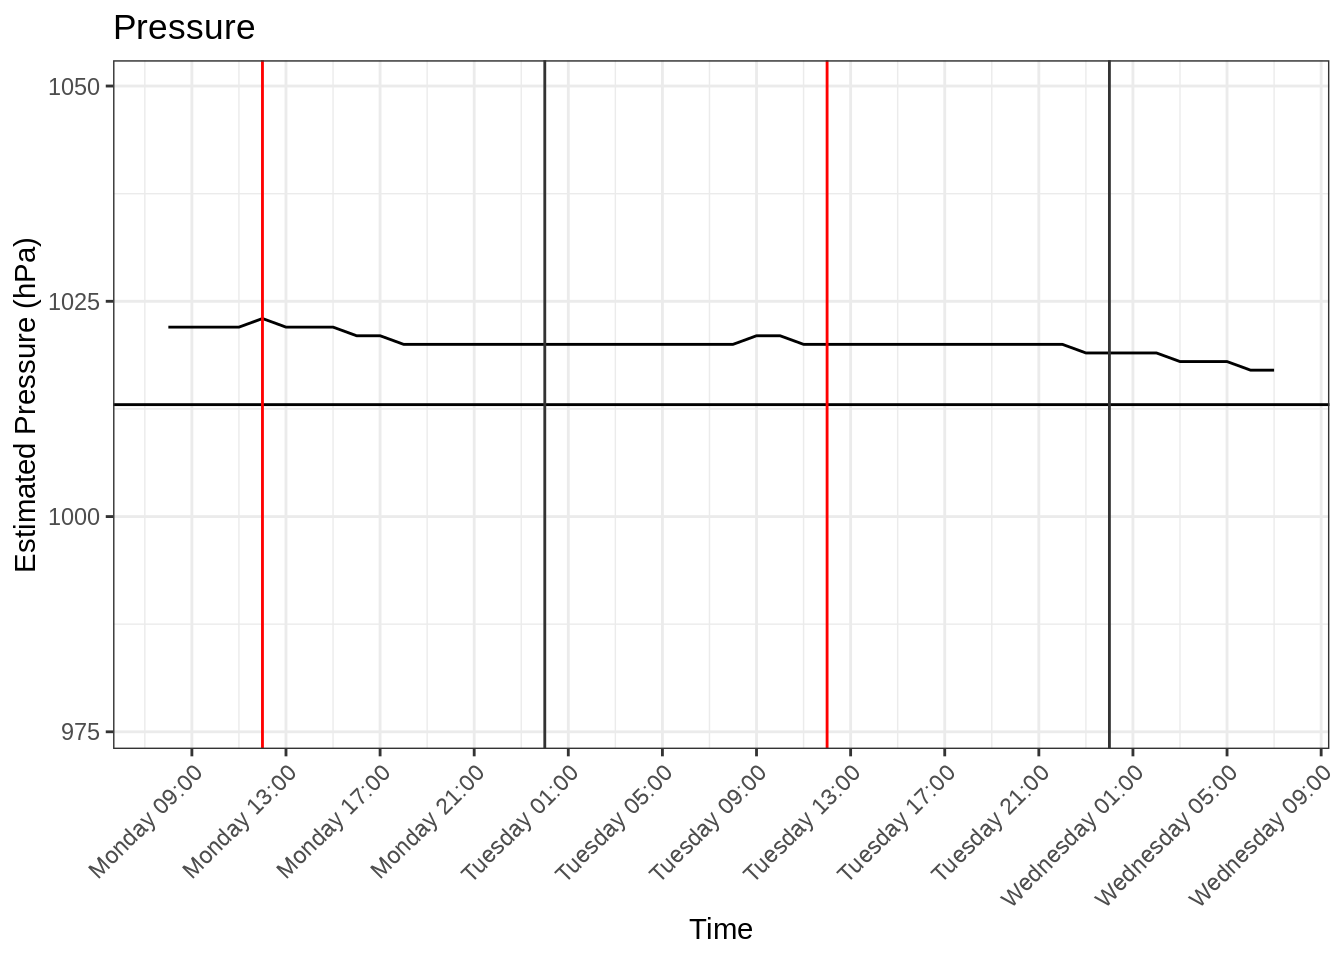 Pressure
Estimated Pressure (hPa)
1050
1025
1000
975
Monday 09:00
Monday 13:00
Monday 17:00
Monday 21:00
Tuesday 01:00
Tuesday 05:00
Tuesday 09:00
Tuesday 13:00
Tuesday 17:00
Tuesday 21:00
Wednesday 01:00
Wednesday 05:00
Wednesday 09:00
Time